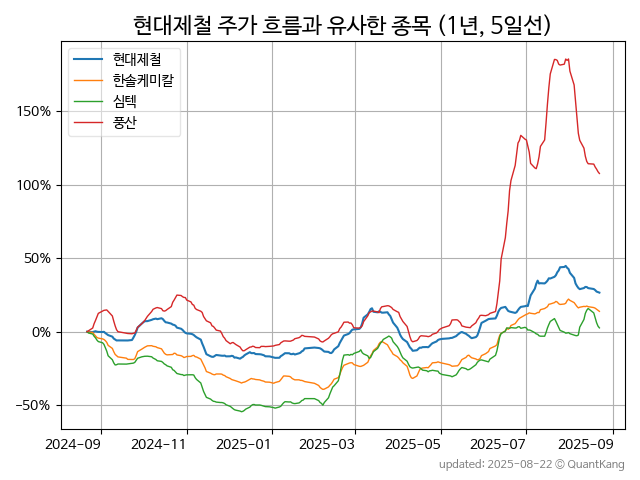 현대제철 주가 흐름과 유사한 종목 (1년, 5일선)
현대제철
한솔케미칼
심텍
풍산
150%
100%
50%
0%
−50%
2024-09 2024-11 2025-01 2025-03 2025-05 2025-07 2025-09
updated: 2025-08-22 © QuantKang